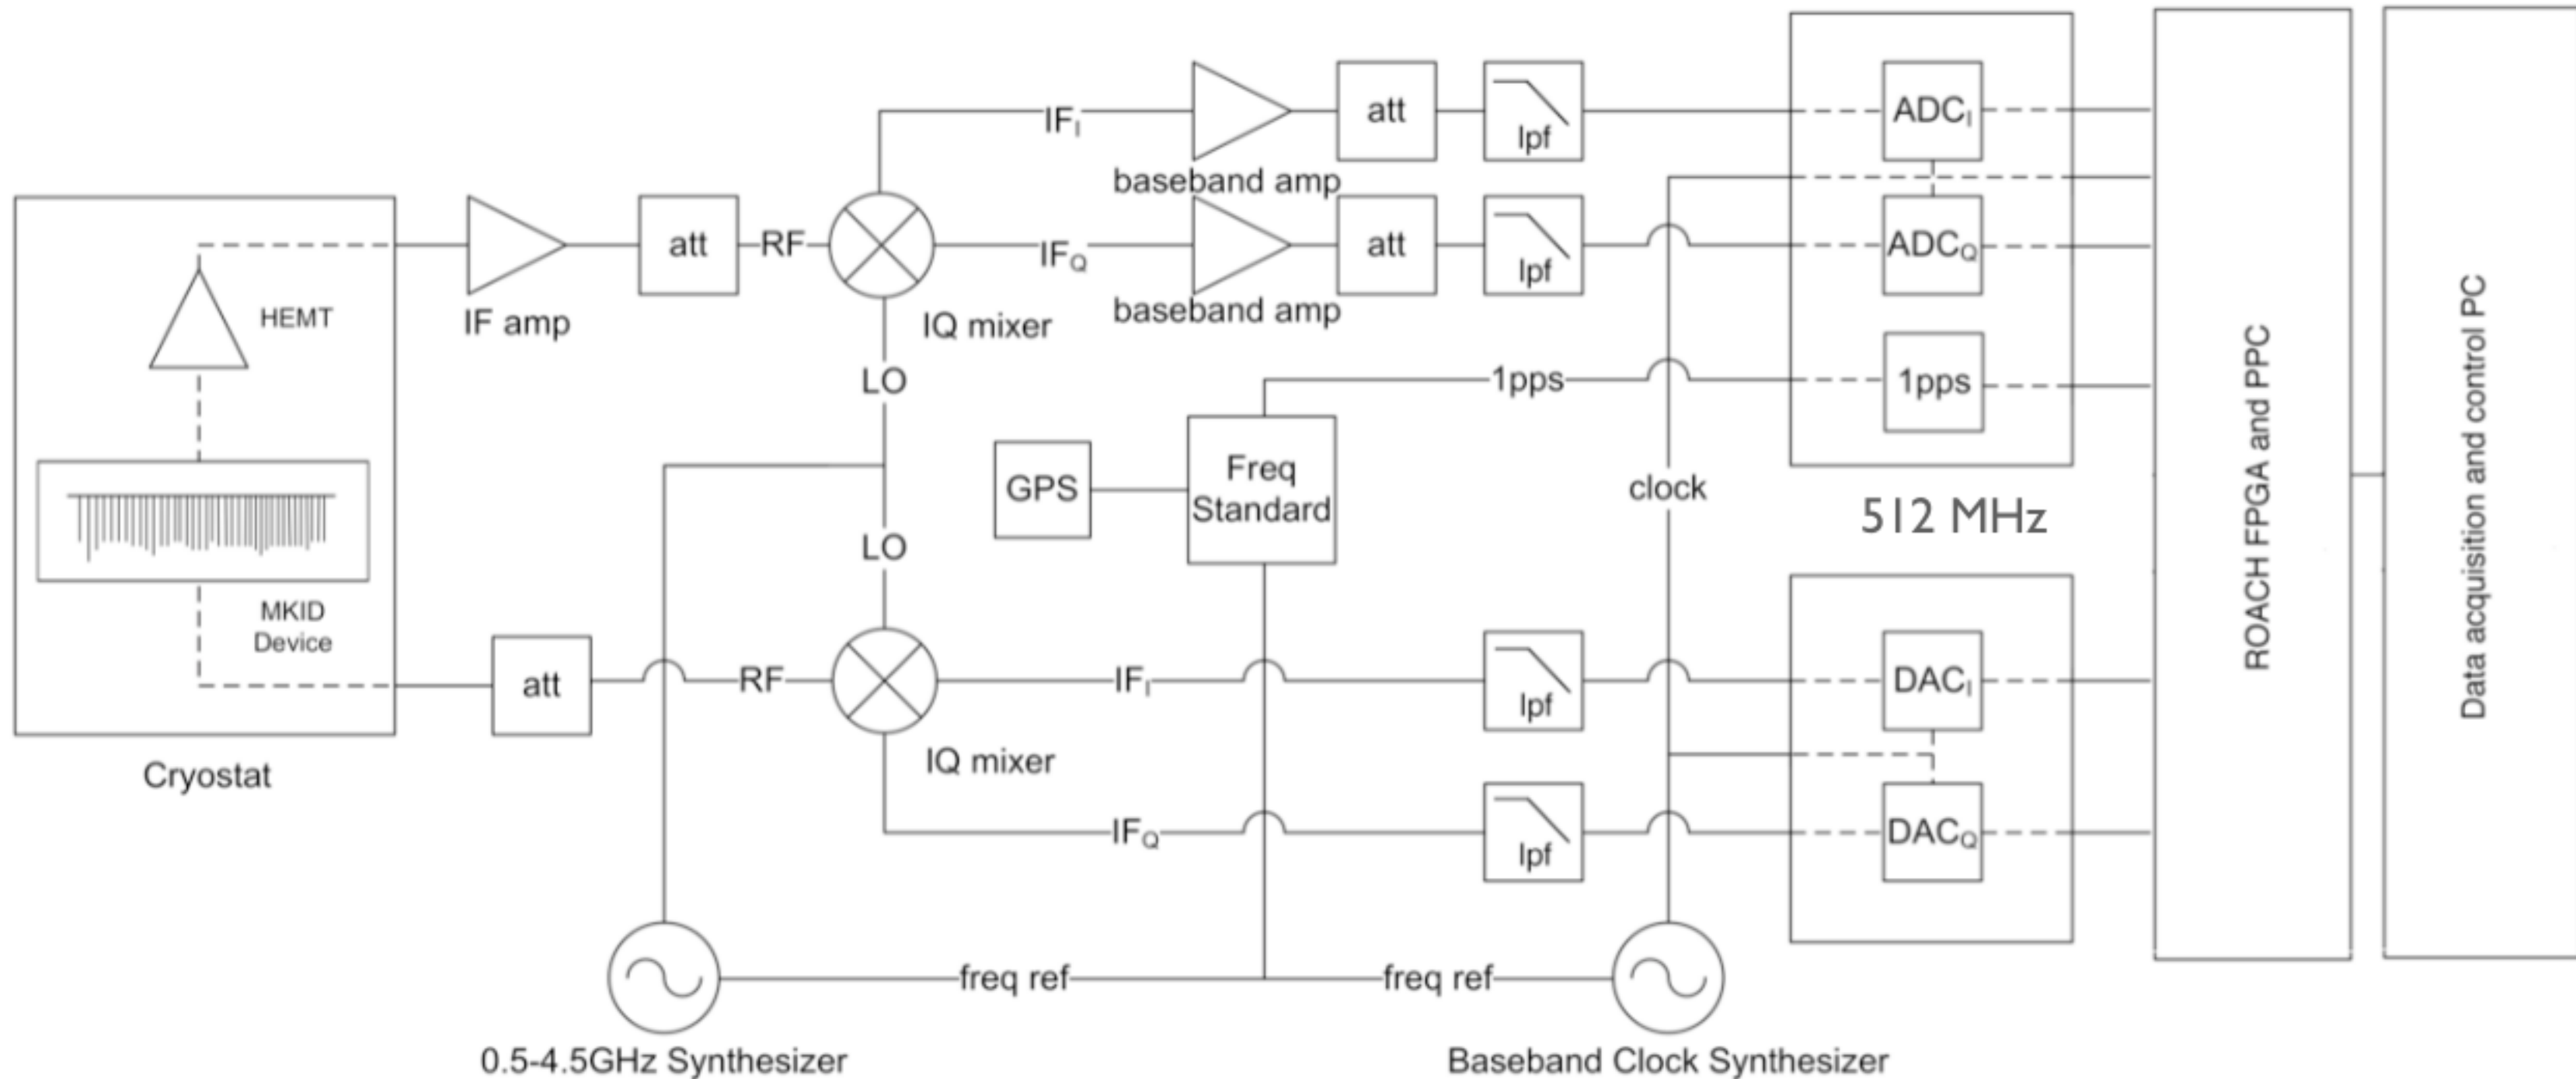 IF_I
att
lpf
ADC_I
baseband amp
HEMT
IF amp
att
RF
IQ mixer
IF_Q
att
lpf
ADC_Q
baseband amp
LO
1pps
1pps
GPS
Freq
Standard
clock
512 MHz
ROACH FPGA and PPC
Data acquisition and control PC
LO
MKID
Device
Cryostat
att
RF
IQ mixer
IF_I
lpf
DAC_I
IF_Q
lpf
DAC_Q
freq ref
freq ref
0.5-4.5GHz Synthesizer
Baseband Clock Synthesizer